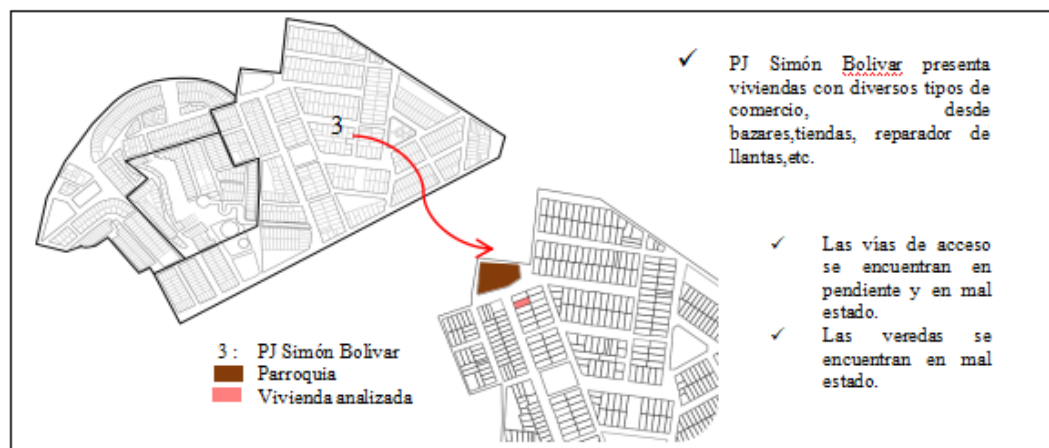 3
✓ PJ Simón Bolivar presenta
viviendas con diversos tipos de
comercio, desde
bazares,tiendas, reparador de
llantas,etc.
✓ Las vías de acceso
se encuentran en
pendiente y en mal
estado.
✓ Las veredas se
encuentran en mal
estado.
3 : PJ Simón Bolivar
Parroquia
Vivienda analizada